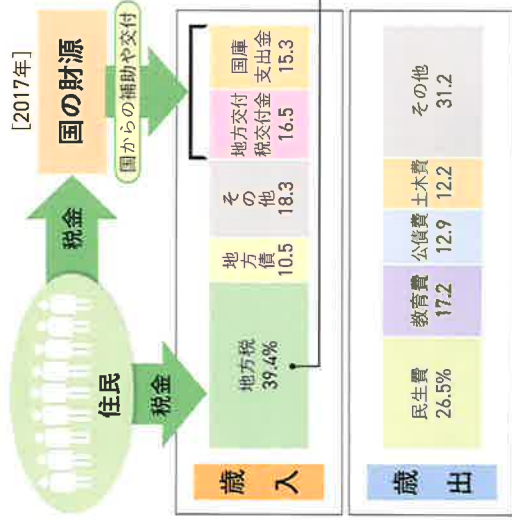 [2017年]
国の財源
国からの補助や交付
税金
住民
税金
歳入
地方税
39.4%
地方債
10.5
その他
18.3
地方交付
税交付金
16.5
国庫
支出金
15.3
歳出
民生費
26.5%
教育費
17.2
公債費
12.9
土木費
12.2
その他
31.2